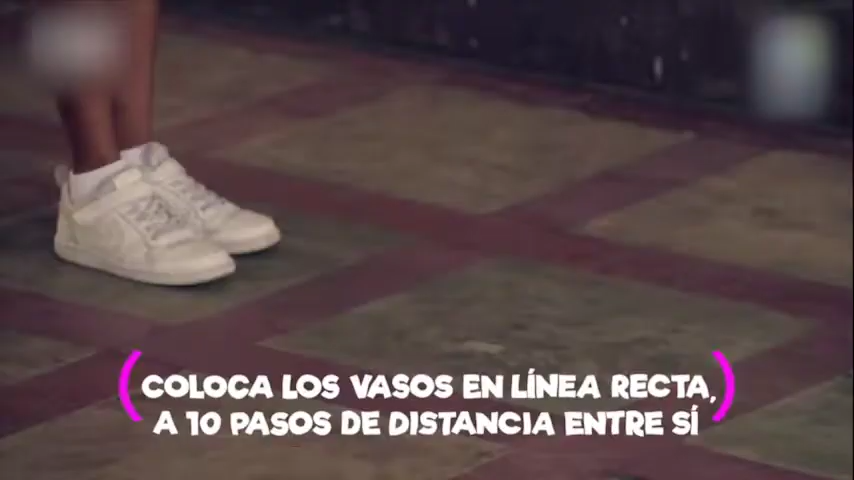 COLOCA LOS VASOS EN LÍNEA RECTA,
A 10 PASOS DE DISTANCIA ENTRE SÍ